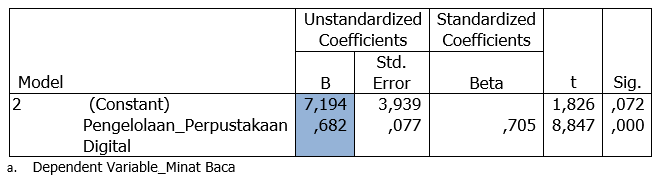 Unstandardized Coefficients Standardized Coefficients
Model B Std. Error Beta t Sig.
2 (Constant) 7,194 3,939 1,826 ,072
Pengelolaan_Perpustakaan Digital ,682 ,077 ,705 8,847 ,000
a. Dependent Variable_Minat Baca